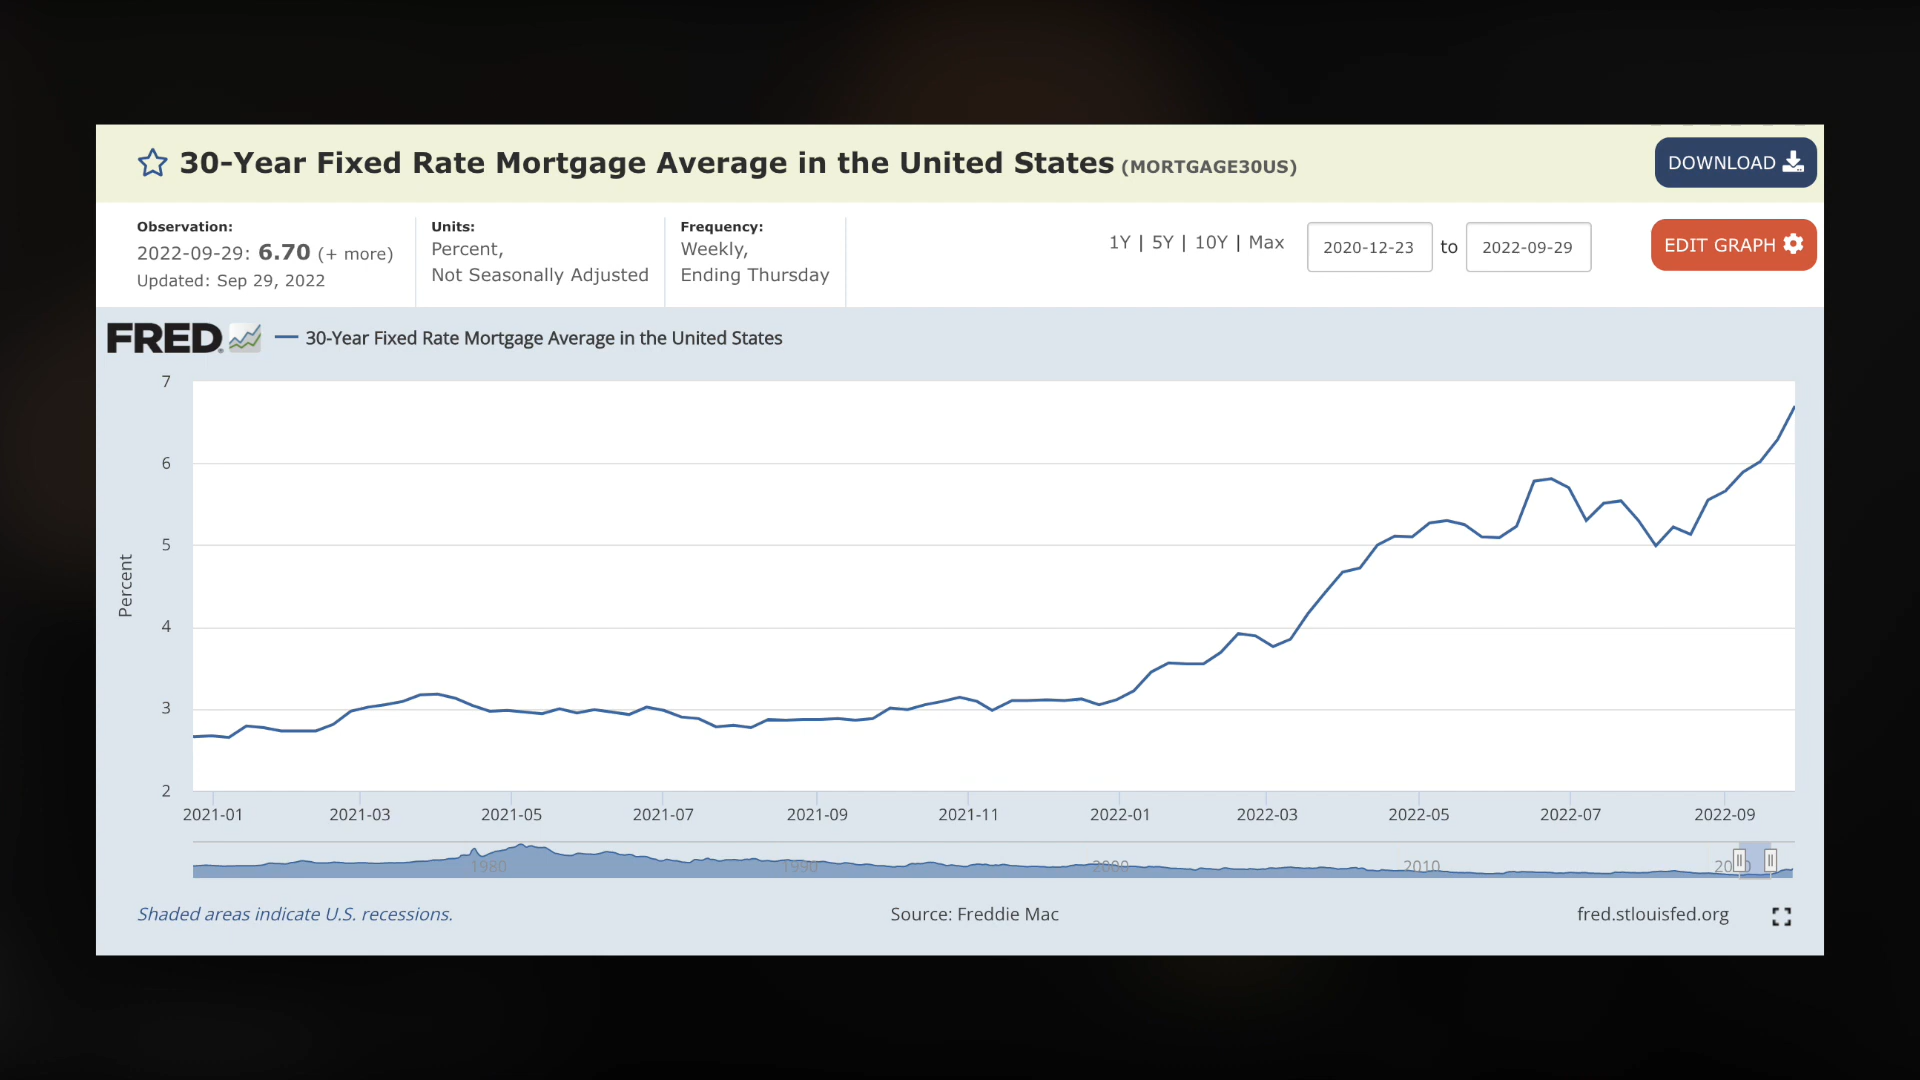 30-Year Fixed Rate Mortgage Average in the United States (MORTGAGE30US)
DOWNLOAD
Observation:
2022-09-29: 6.70 (+ more)
Updated: Sep 29, 2022
Units:
Percent,
Not Seasonally Adjusted
Frequency:
Weekly,
Ending Thursday
1Y | 5Y | 10Y | Max
2020-12-23 to 2022-09-29
EDIT GRAPH
FRED
30-Year Fixed Rate Mortgage Average in the United States
7
6
5
4
3
2
Percent
2021-01 2021-03 2021-05 2021-07 2021-09 2021-11 2022-01 2022-03 2022-05 2022-07 2022-09
1980 1990 2000 2010
Shaded areas indicate U.S. recessions.
Source: Freddie Mac
fred.stlouisfed.org